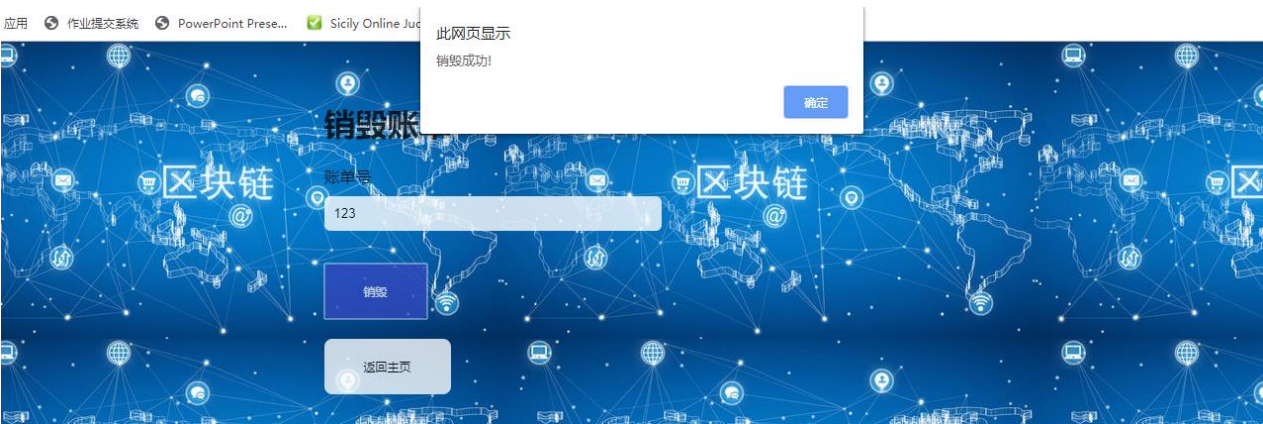 应用 作业提交系统 PowerPoint Prese... Sicily Online Juc
此网页显示
销毁成功!
确定
销毁账
账单号
123
区块链 区块链 区
销毁
返回主页